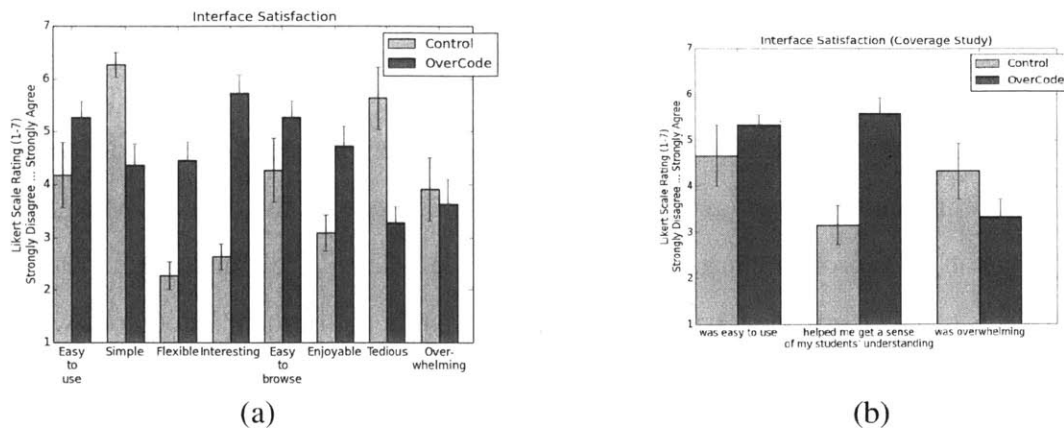 Interface Satisfaction
Control
OverCode
Likert Scale Rating (1-7)
Strongly Disagree ... Strongly Agree
7
6
5
4
3
2
1
Easy to use
Simple
Flexible
Interesting
Easy to browse
Enjoyable
Tedious
Over-whelming
(a)
Interface Satisfaction (Coverage Study)
Control
OverCode
Likert Scale Rating (1-7)
Strongly Disagree ... Strongly Agree
7
6
5
4
3
2
1
was easy to use
helped me get a sense
of my students' understanding
was overwhelming
(b)